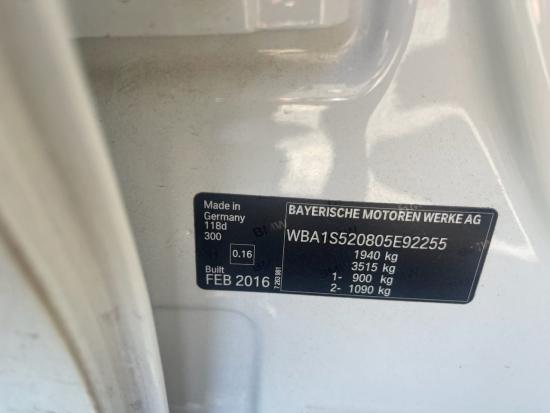 Made in
Germany
118d
300
0.16
Built
FEB 2016
BAYERISCHE MOTOREN WERKE AG
WBA1S520805E92255
1940 kg
3515 kg
1- 900 kg
2- 1090 kg